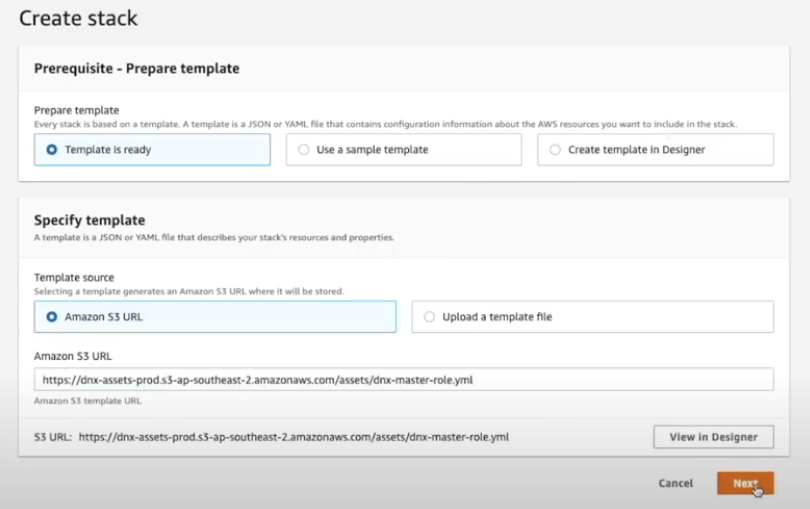 Create stack
Prerequisite - Prepare template
Prepare template
Every stack is based on a template. A template is a JSON or YAML file that contains configuration information about the AWS resources you want to include in the stack.
Template is ready
Use a sample template
Create template in Designer
Specify template
A template is a JSON or YAML file that describes your stack's resources and properties.
Template source
Selecting a template generates an Amazon S3 URL where it will be stored.
Amazon S3 URL
Upload a template file
Amazon S3 URL
https://dnx-assets-prod.s3-ap-southeast-2.amazonaws.com/assets/dnx-master-role.yml
Amazon S3 template URL
S3 URL: https://dnx-assets-prod.s3-ap-southeast-2.amazonaws.com/assets/dnx-master-role.yml
View in Designer
Cancel
Next